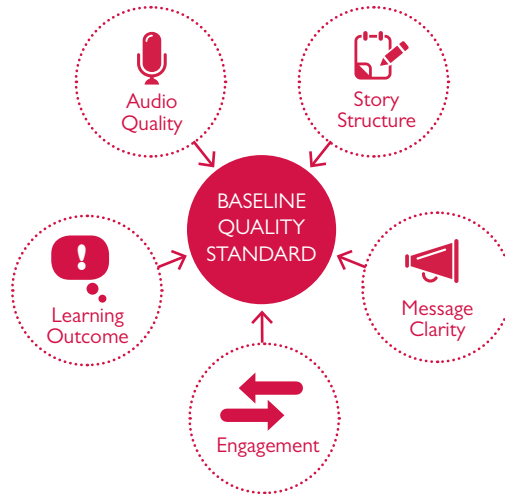 Audio
Quality
Story
Structure
BASELINE
QUALITY
STANDARD
Learning
Outcome
Message
Clarity
Engagement